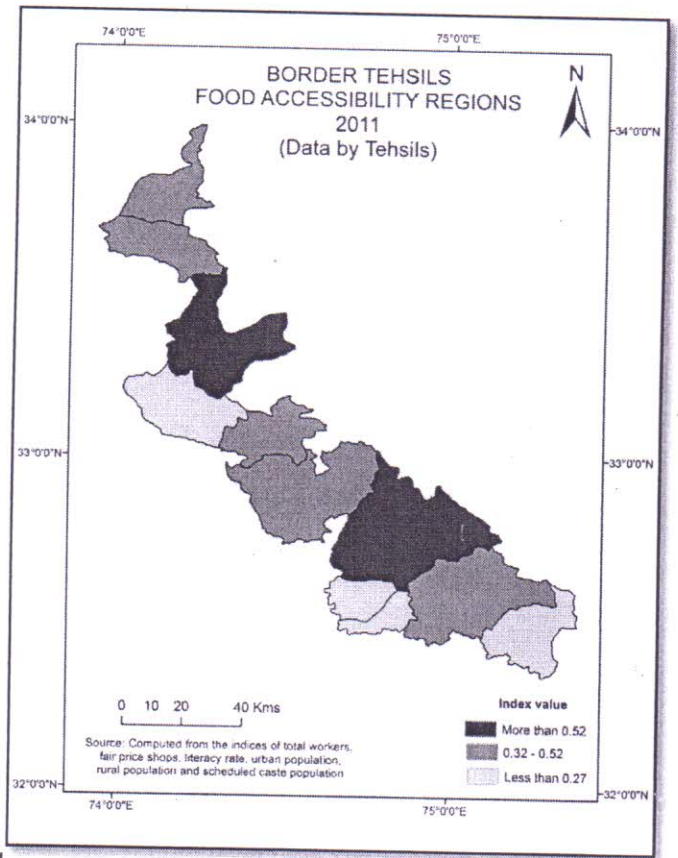 74°0'0"E
75°0'0"E
BORDER TEHSILS
FOOD ACCESSIBILITY REGIONS
2011
(Data by Tehsils)
N
34°0'0"N
34°0'0"N
33°0'0"N
33°0'0"N
0 10 20 40 Kms
Source: Computed from the indices of total workers,
fair price shops, literacy rate, urban population,
rural population and scheduled caste population
Index value
More than 0.52
0.32 - 0.52
Less than 0.27
32°0'0"N
32°0'0"N
74°0'0"E
75°0'0"E